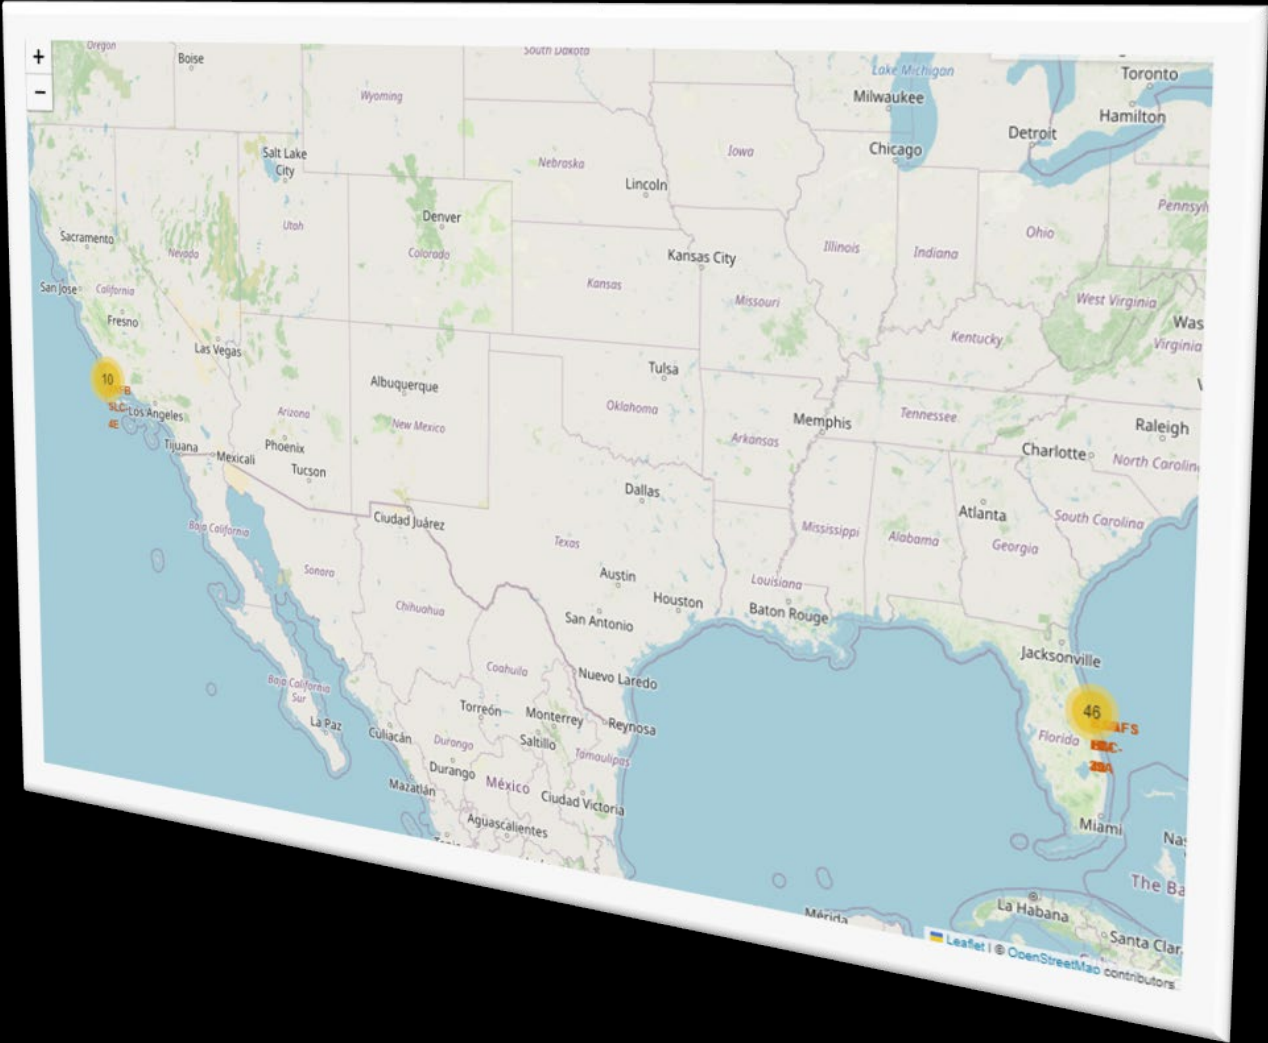 +
−
Oregon
Boise
South Dakota
Lake Michigan
Toronto
Wyoming
Milwaukee
Hamilton
Detroit
Salt Lake
City
Nebraska
Iowa
Chicago
Lincoln
Pennsyl
Denver
Sacramento
Nevada
Utah
Colorado
Kansas
Kansas City
Missouri
Illinois
Indiana
Ohio
San Jose
California
Fresno
Las Vegas
West Virginia
Was
Virginia
Kentucky
10
Albuquerque
Tulsa
SLC-
4E
Los Angeles
Arizona
New Mexico
Oklahoma
Arkansas
Memphis
Tennessee
Raleigh
Charlotte
North Carolin
Tijuana
Mexicali
Phoenix
Tucson
Dallas
Ciudad Juárez
Mississippi
Alabama
Atlanta
Georgia
South Carolina
Baja California
Sonora
Texas
Chihuahua
Austin
Houston
San Antonio
Louisiana
Baton Rouge
Jacksonville
Coahuila
Nuevo Laredo
Baja California
Sur
La Paz
Culiacán
Torreón
Monterrey
Reynosa
Saltillo
Durango
Tamaulipas
46
AFS
Florida
Mazatlán
Durango
México
Ciudad Victoria
Aguascalientes
Miami
Nas
The Ba
Mérida
La Habana
Santa Clar
Leaflet | © OpenStreetMap contributors